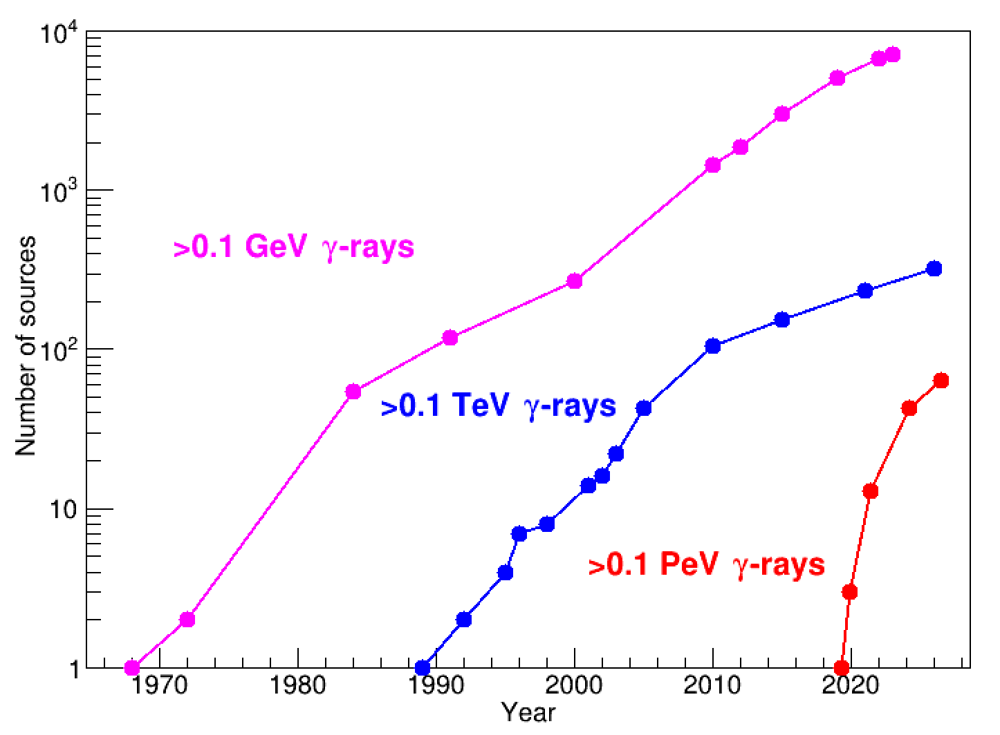 Number of sources
10⁴
10³
10²
10
1
>0.1 GeV γ-rays
>0.1 TeV γ-rays
>0.1 PeV γ-rays
1970 1980 1990 2000 2010 2020
Year